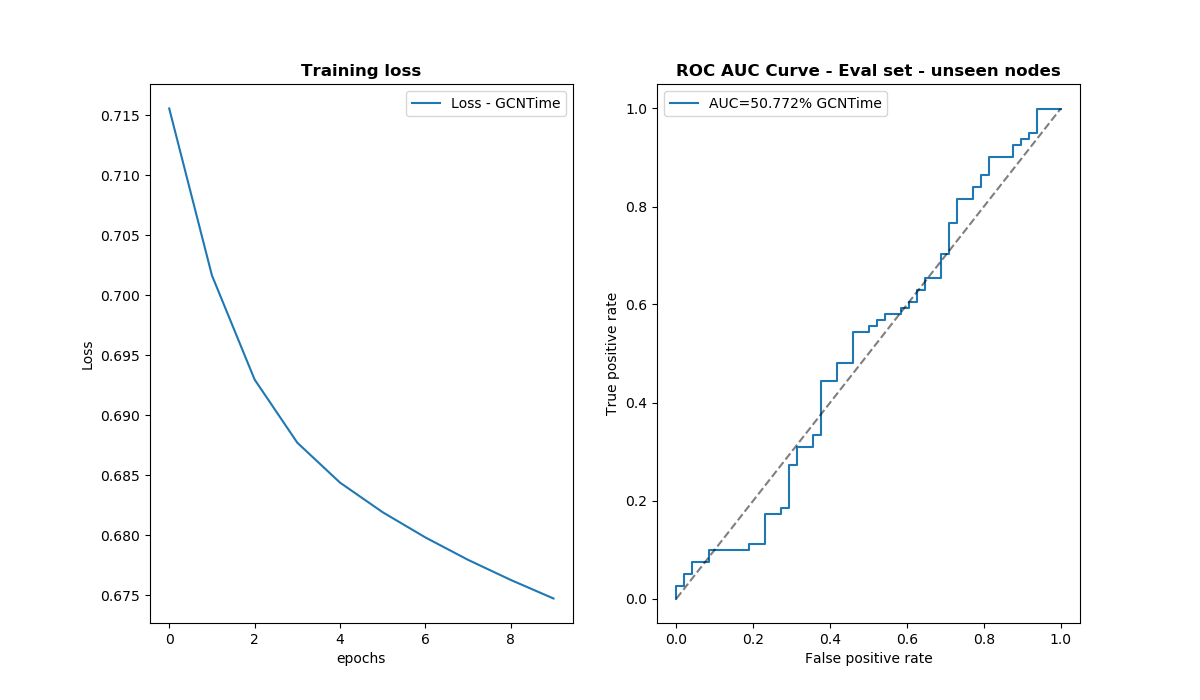 Training loss
Loss - GCNTime
0.715
0.710
0.705
0.700
0.695
0.690
0.685
0.680
0.675
Loss
0 2 4 6 8
epochs
ROC AUC Curve - Eval set - unseen nodes
AUC=50.772% GCNTime
1.0
0.8
0.6
0.4
0.2
0.0
True positive rate
0.0 0.2 0.4 0.6 0.8 1.0
False positive rate